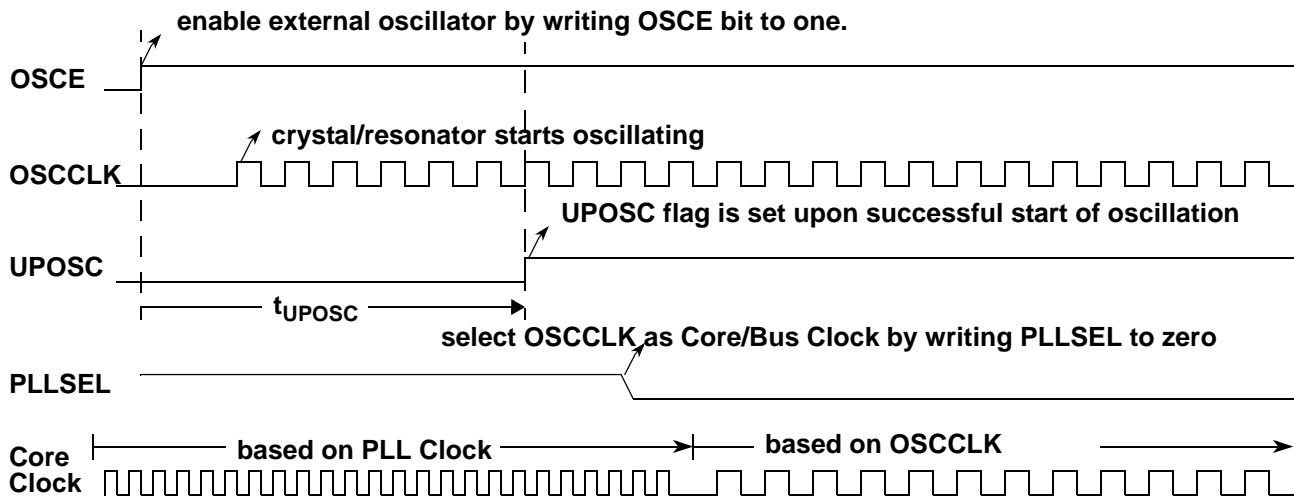 enable external oscillator by writing OSCE bit to one.
OSCE
crystal/resonator starts oscillating
OSCCLK
UPOSC flag is set upon successful start of oscillation
UPOSC
tUPOSC
select OSCCLK as Core/Bus Clock by writing PLLSEL to zero
PLLSEL
based on PLL Clock based on OSCCLK
Core
Clock